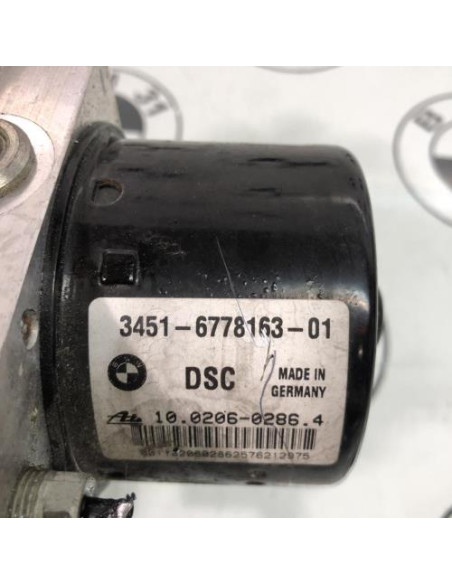 3451-6778163-01
DSC
MADE IN
GERMANY
10.0206-0286.4